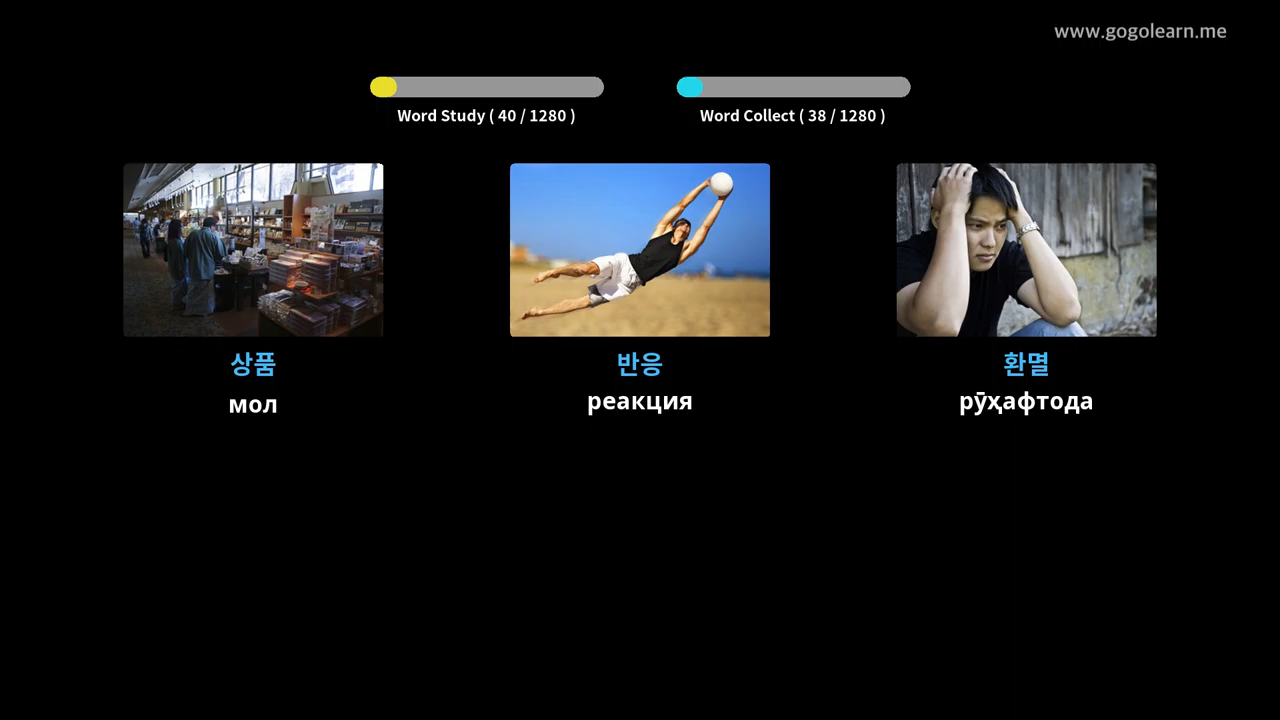 www.gogolearn.me
Word Study ( 40 / 1280 )
Word Collect ( 38 / 1280 )
상품
반응
환멸
мол
реакция
рӯҳафтода